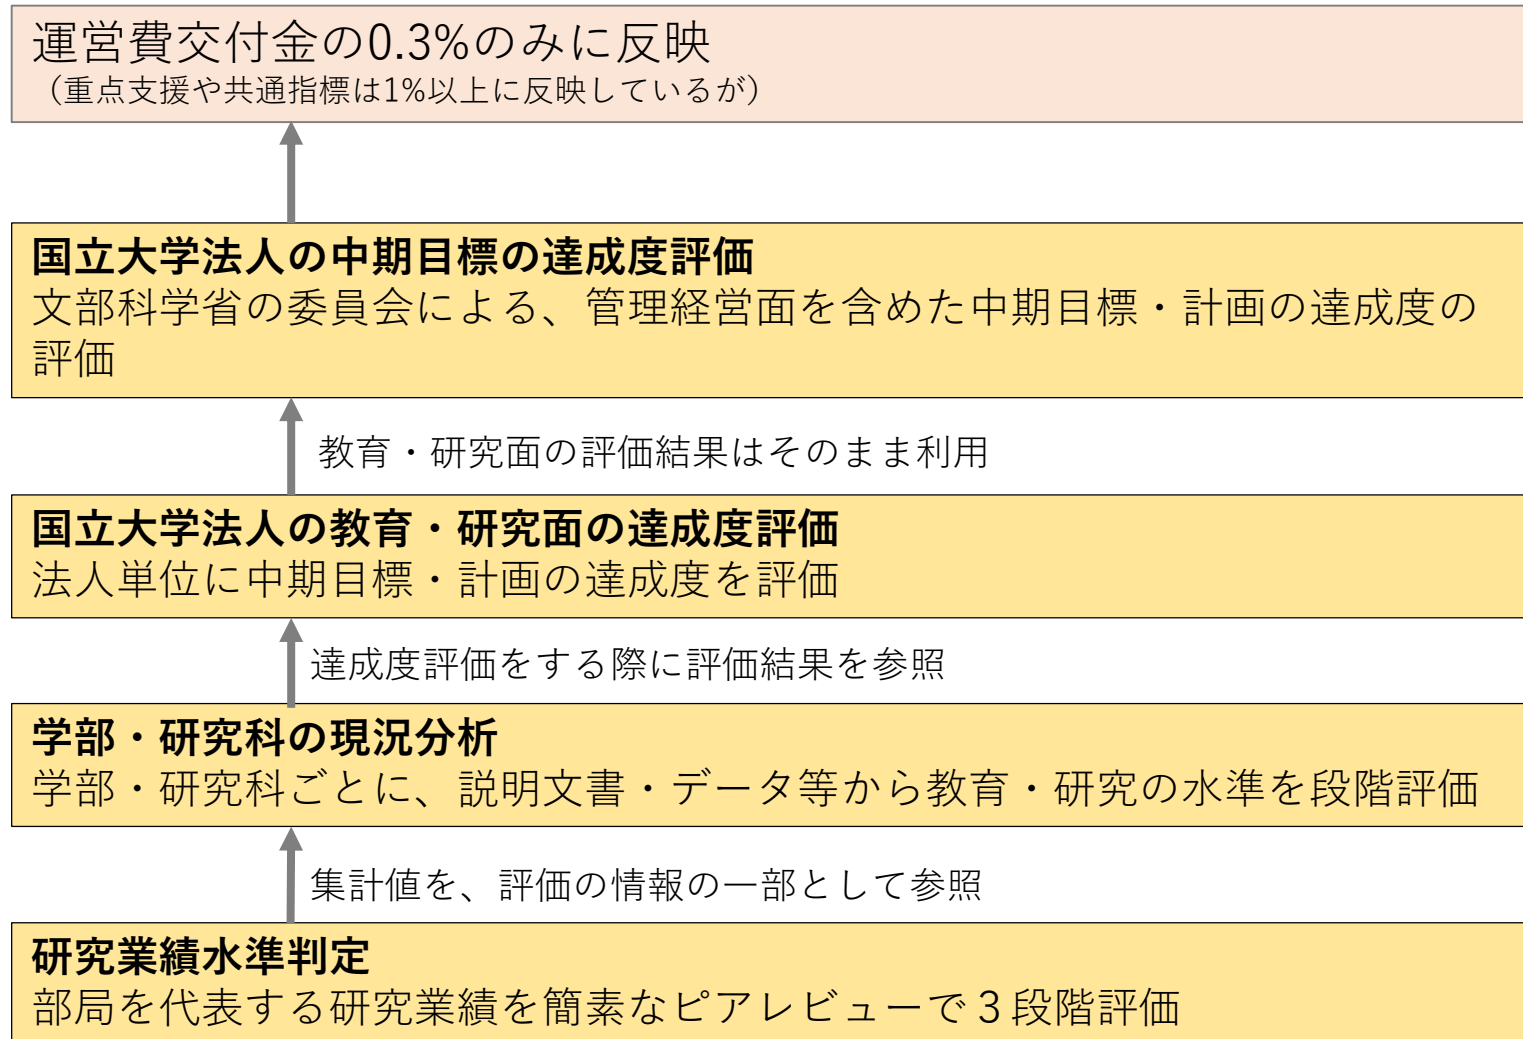 運営費交付金の0.3%のみに反映
（重点支援や共通指標は1%以上に反映しているが）
国立大学法人の中期目標の達成度評価
文部科学省の委員会による、管理経営面を含めた中期目標・計画の達成度の
評価
教育・研究面の評価結果はそのまま利用
国立大学法人の教育・研究面の達成度評価
法人単位に中期目標・計画の達成度を評価
達成度評価をする際に評価結果を参照
学部・研究科の現況分析
学部・研究科ごとに、説明文書・データ等から教育・研究の水準を段階評価
集計値を、評価の情報の一部として参照
研究業績水準判定
部局を代表する研究業績を簡素なピアレビューで３段階評価